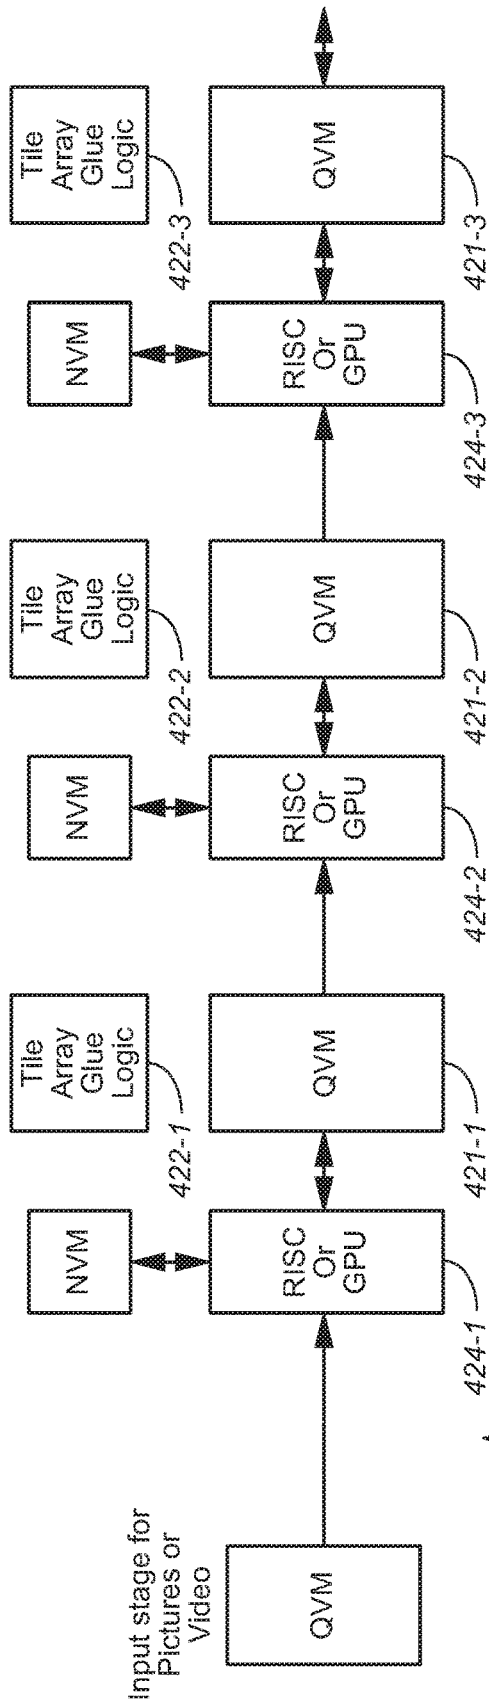 Input stage for
Pictures or
Video
QVM
NVM
RISC
Or
GPU
424-1
Tile
Array
Glue
Logic
422-1
QVM
421-1
NVM
RISC
Or
GPU
424-2
Tile
Array
Glue
Logic
422-2
QVM
421-2
NVM
RISC
Or
GPU
424-3
Tile
Array
Glue
Logic
422-3
QVM
421-3